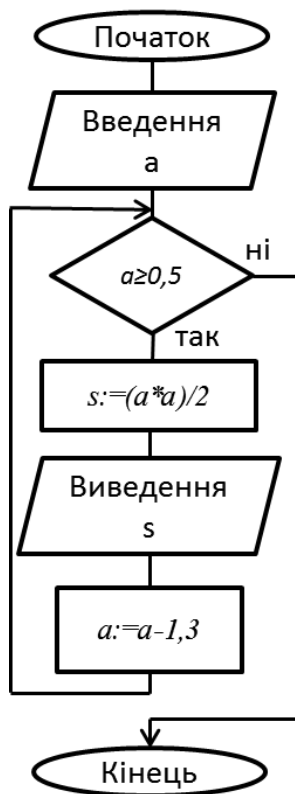 Початок
Введення
a
a≥0,5
ні
так
s:=(a*a)/2
Виведення
s
a:=a-1,3
Кінець